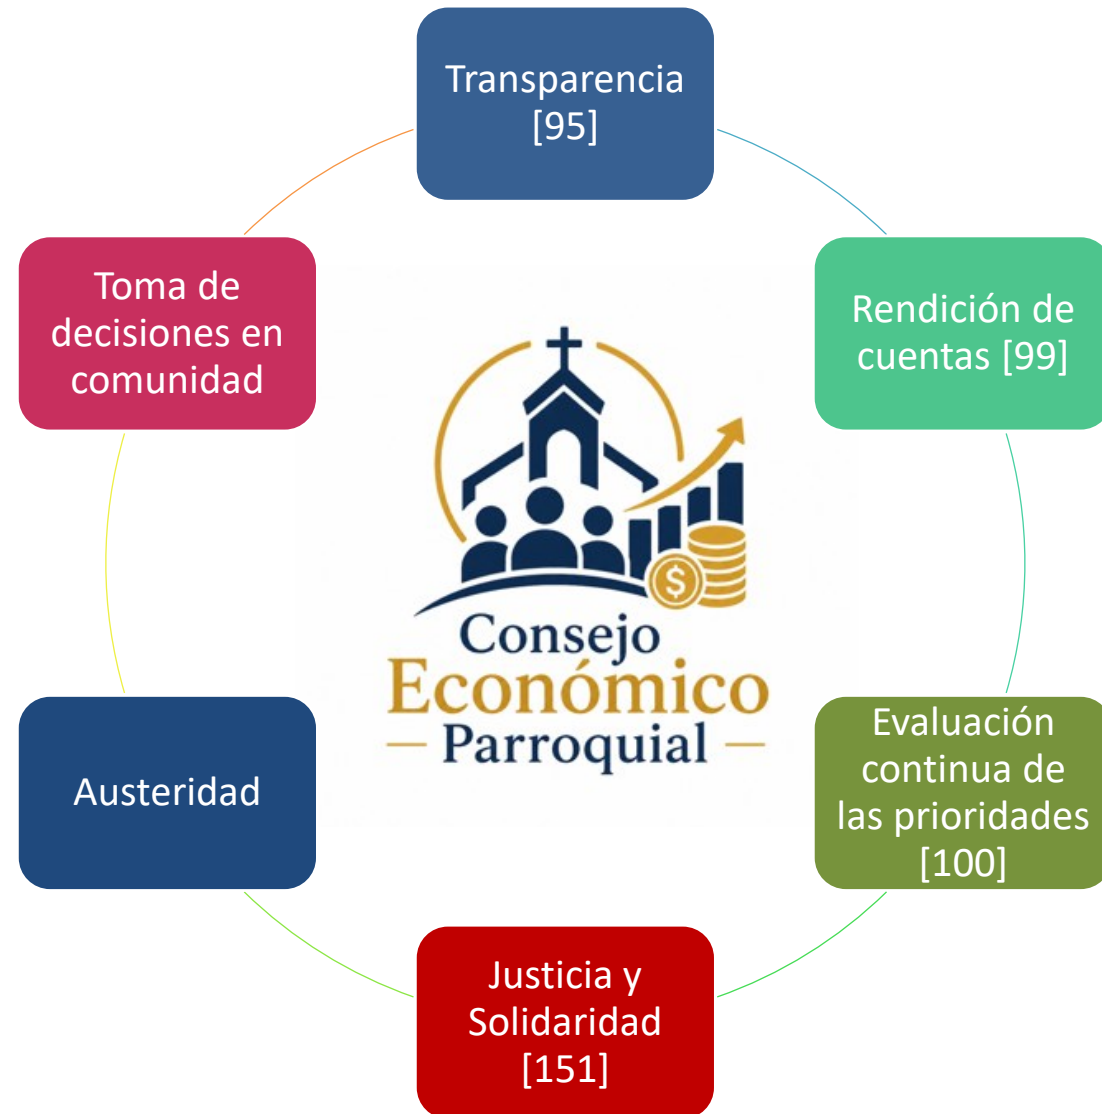 Transparencia
[95]
Rendición de
cuentas [99]
Evaluación
continua de
las prioridades
[100]
Justicia y
Solidaridad
[151]
Austeridad
Toma de
decisiones en
comunidad
$
Consejo
Económico
— Parroquial —